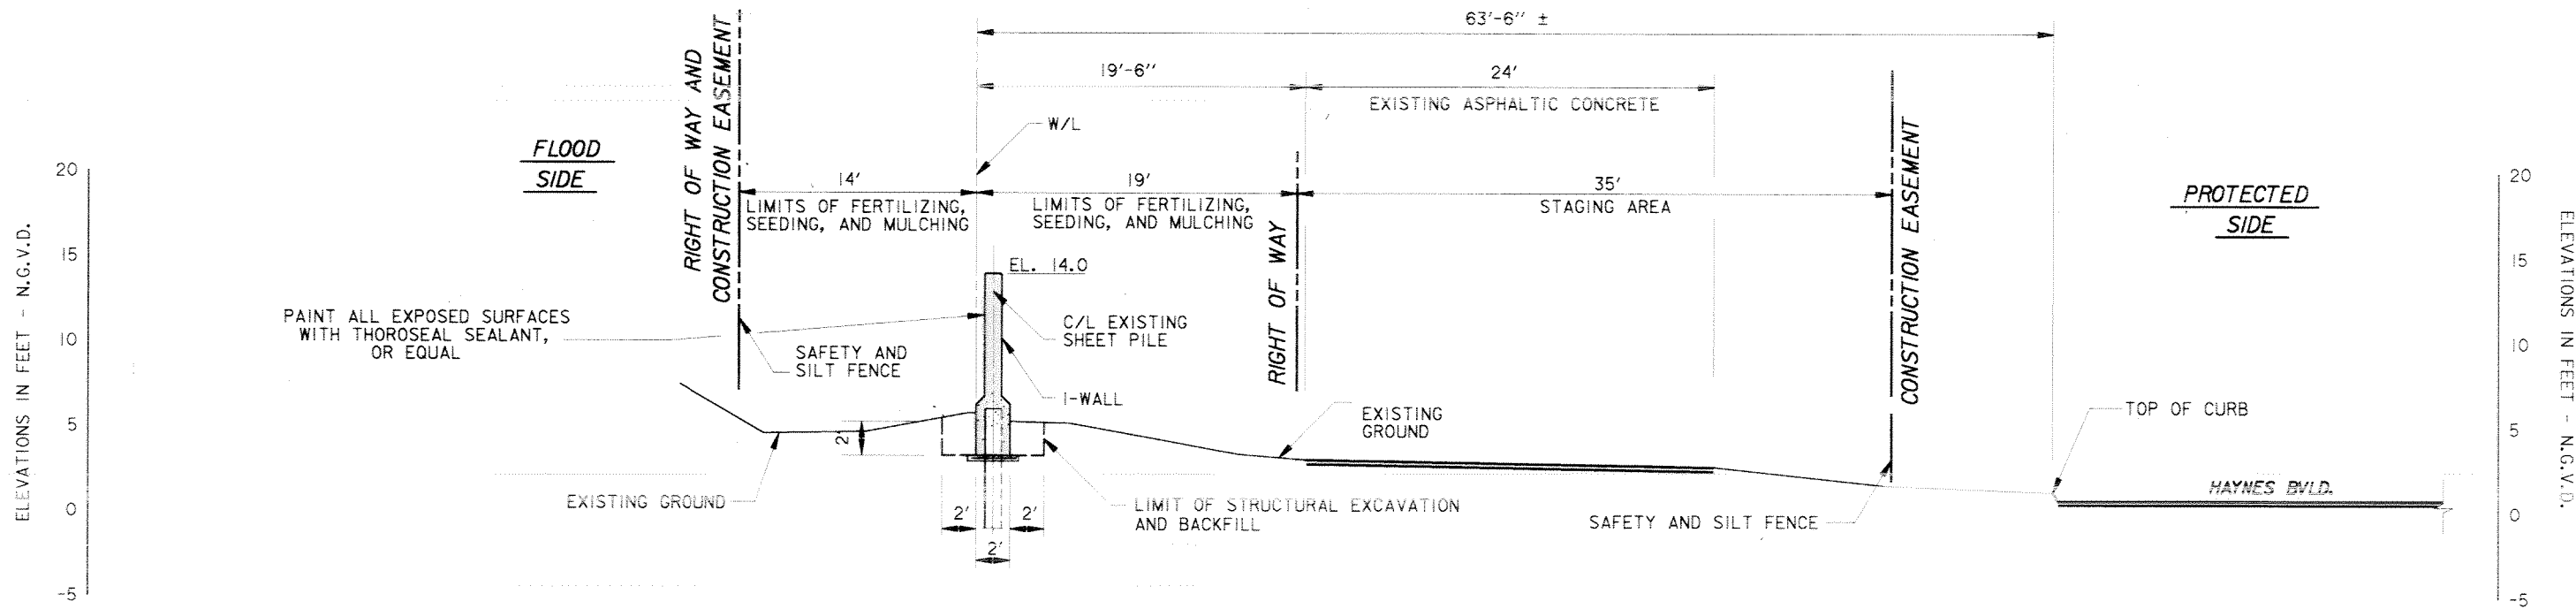 63'-6" ±
19'-6"
24'
EXISTING ASPHALTIC CONCRETE
RIGHT OF WAY AND
CONSTRUCTION EASEMENT
W/L
FLOOD
SIDE
14'
LIMITS OF FERTILIZING,
SEEDING, AND MULCHING
19'
LIMITS OF FERTILIZING,
SEEDING, AND MULCHING
35'
STAGING AREA
CONSTRUCTION EASEMENT
PROTECTED
SIDE
RIGHT OF WAY
EL. 14.0
PAINT ALL EXPOSED SURFACES
WITH THOROSEAL SEALANT,
OR EQUAL
C/L EXISTING
SHEET PILE
SAFETY AND
SILT FENCE
I-WALL
EXISTING
GROUND
TOP OF CURB
2'
EXISTING GROUND
2'
2'
2'
LIMIT OF STRUCTURAL EXCAVATION
AND BACKFILL
SAFETY AND SILT FENCE
HAYNES BVLD.
ELEVATIONS IN FEET - N.G.V.D.
20
15
10
5
0
-5
20
15
10
5
0
-5
ELEVATIONS IN FEET - N.G.V.D.